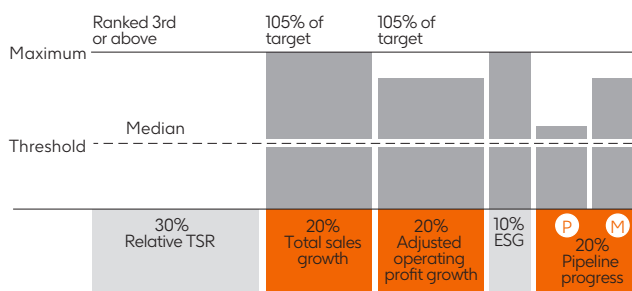 Ranked 3rd
or above
105% of
target
105% of
target
Maximum
Median
Threshold
30%
Relative TSR
20%
Total sales
growth
20%
Adjusted
operating
profit growth
10%
ESG
P
M
20%
Pipeline
progress